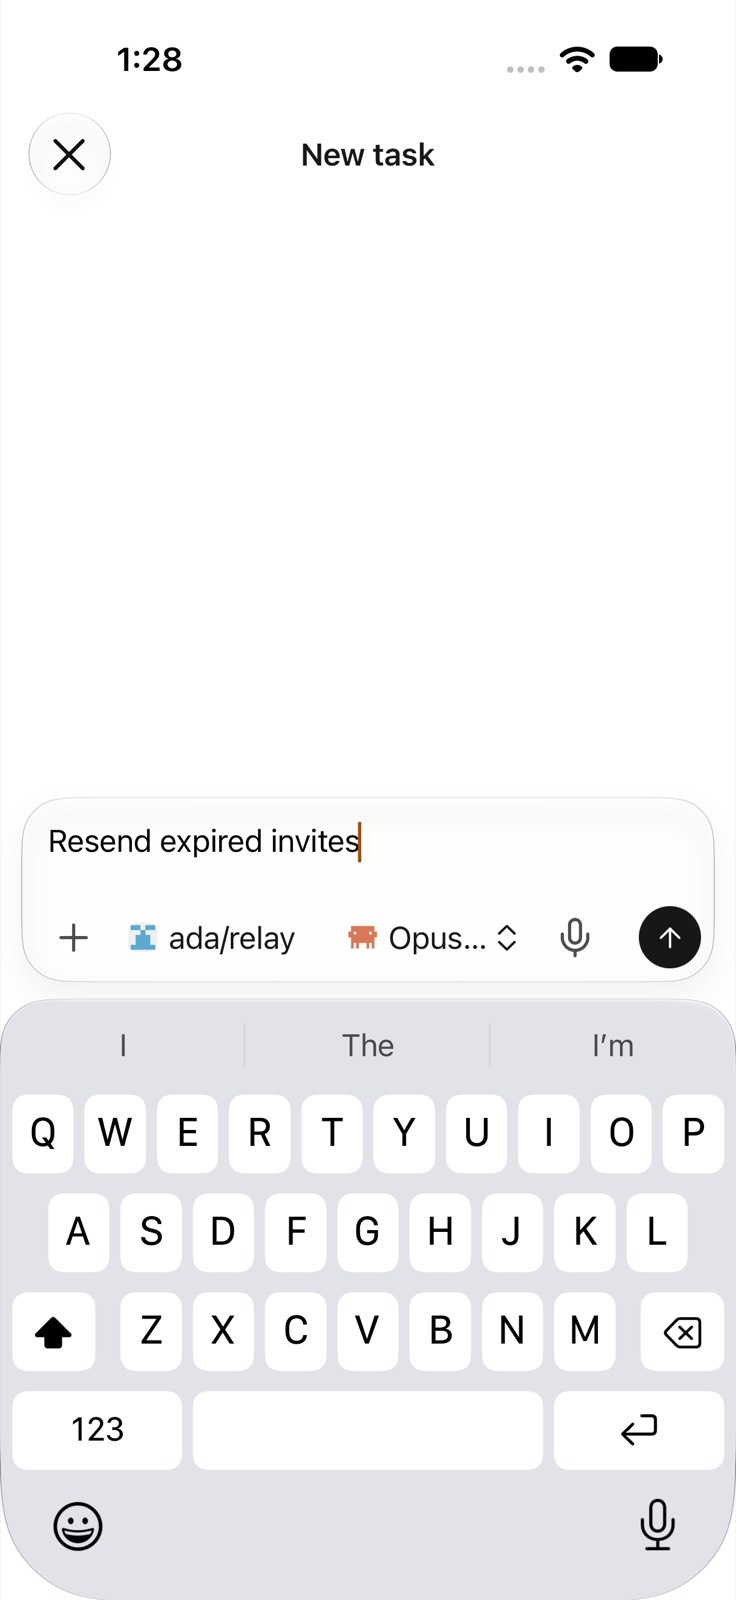 1:28
New task
Resend expired invites
ada/relay Opus...
I The I’m
Q W E R T Y U I O P
A S D F G H J K L
Z X C V B N M
123